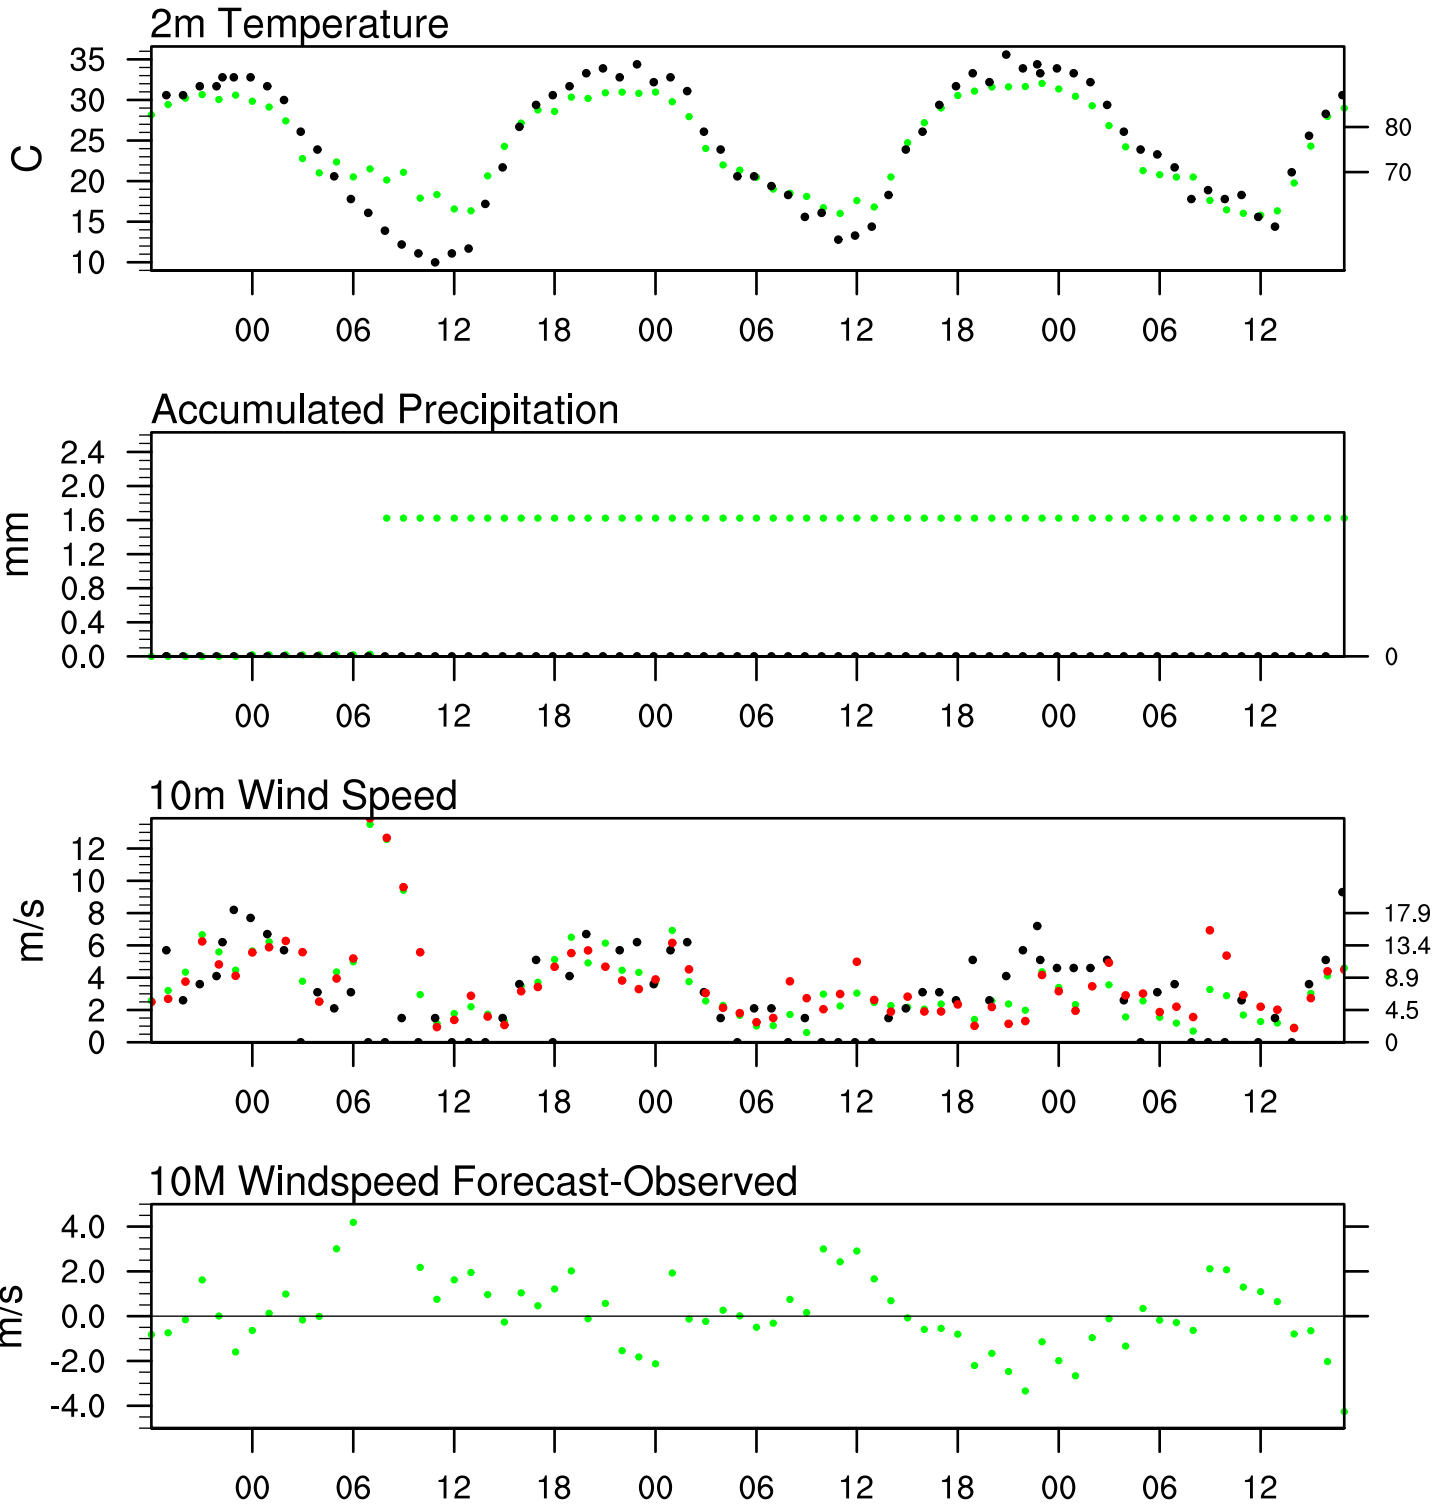 2m Temperature
35
30
25
20
15
10
C
80
70
00 06 12 18 00 06 12 18 00 06 12
Accumulated Precipitation
2.4
2.0
1.6
1.2
0.8
0.4
0.0
mm
0
00 06 12 18 00 06 12 18 00 06 12
10m Wind Speed
12
10
8
6
4
2
0
m/s
17.9
13.4
8.9
4.5
0
00 06 12 18 00 06 12 18 00 06 12
10M Windspeed Forecast-Observed
4.0
2.0
0.0
-2.0
-4.0
m/s
00 06 12 18 00 06 12 18 00 06 12